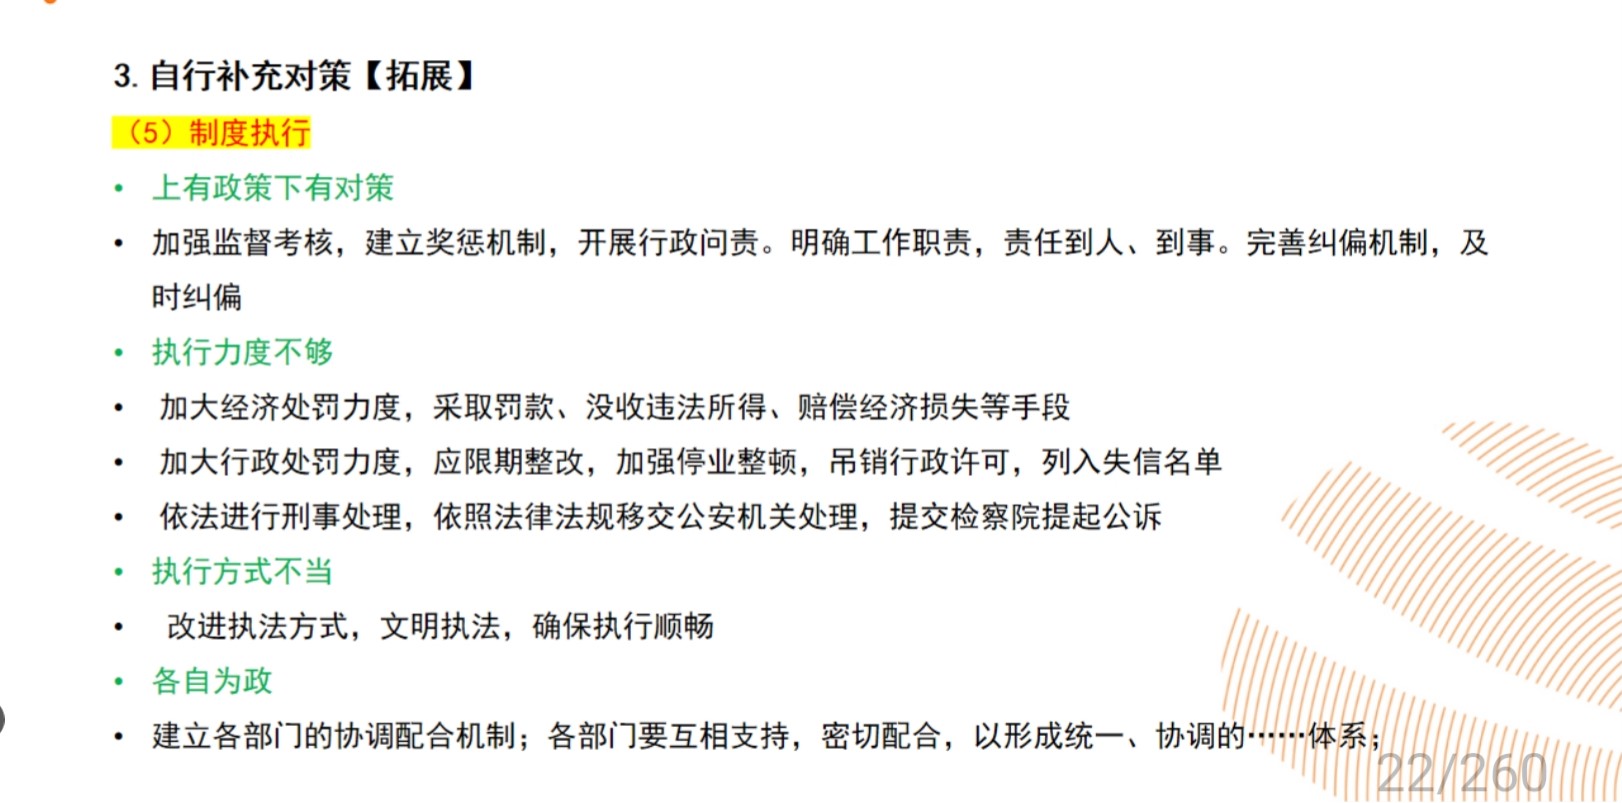 3. 自行补充对策【拓展】
（5）制度执行
• 上有政策下有对策
• 加强监督考核，建立奖惩机制，开展行政问责。明确工作职责，责任到人、到事。完善纠偏机制，及
时纠偏
• 执行力度不够
• 加大经济处罚力度，采取罚款、没收违法所得、赔偿经济损失等手段
• 加大行政处罚力度，应限期整改，加强停业整顿，吊销行政许可，列入失信名单
• 依法进行刑事处理，依照法律法规移交公安机关处理，提交检察院提起公诉
• 执行方式不当
• 改进执法方式，文明执法，确保执行顺畅
• 各自为政
• 建立各部门的协调配合机制；各部门要互相支持，密切配合，以形成统一、协调的……体系；
22/260